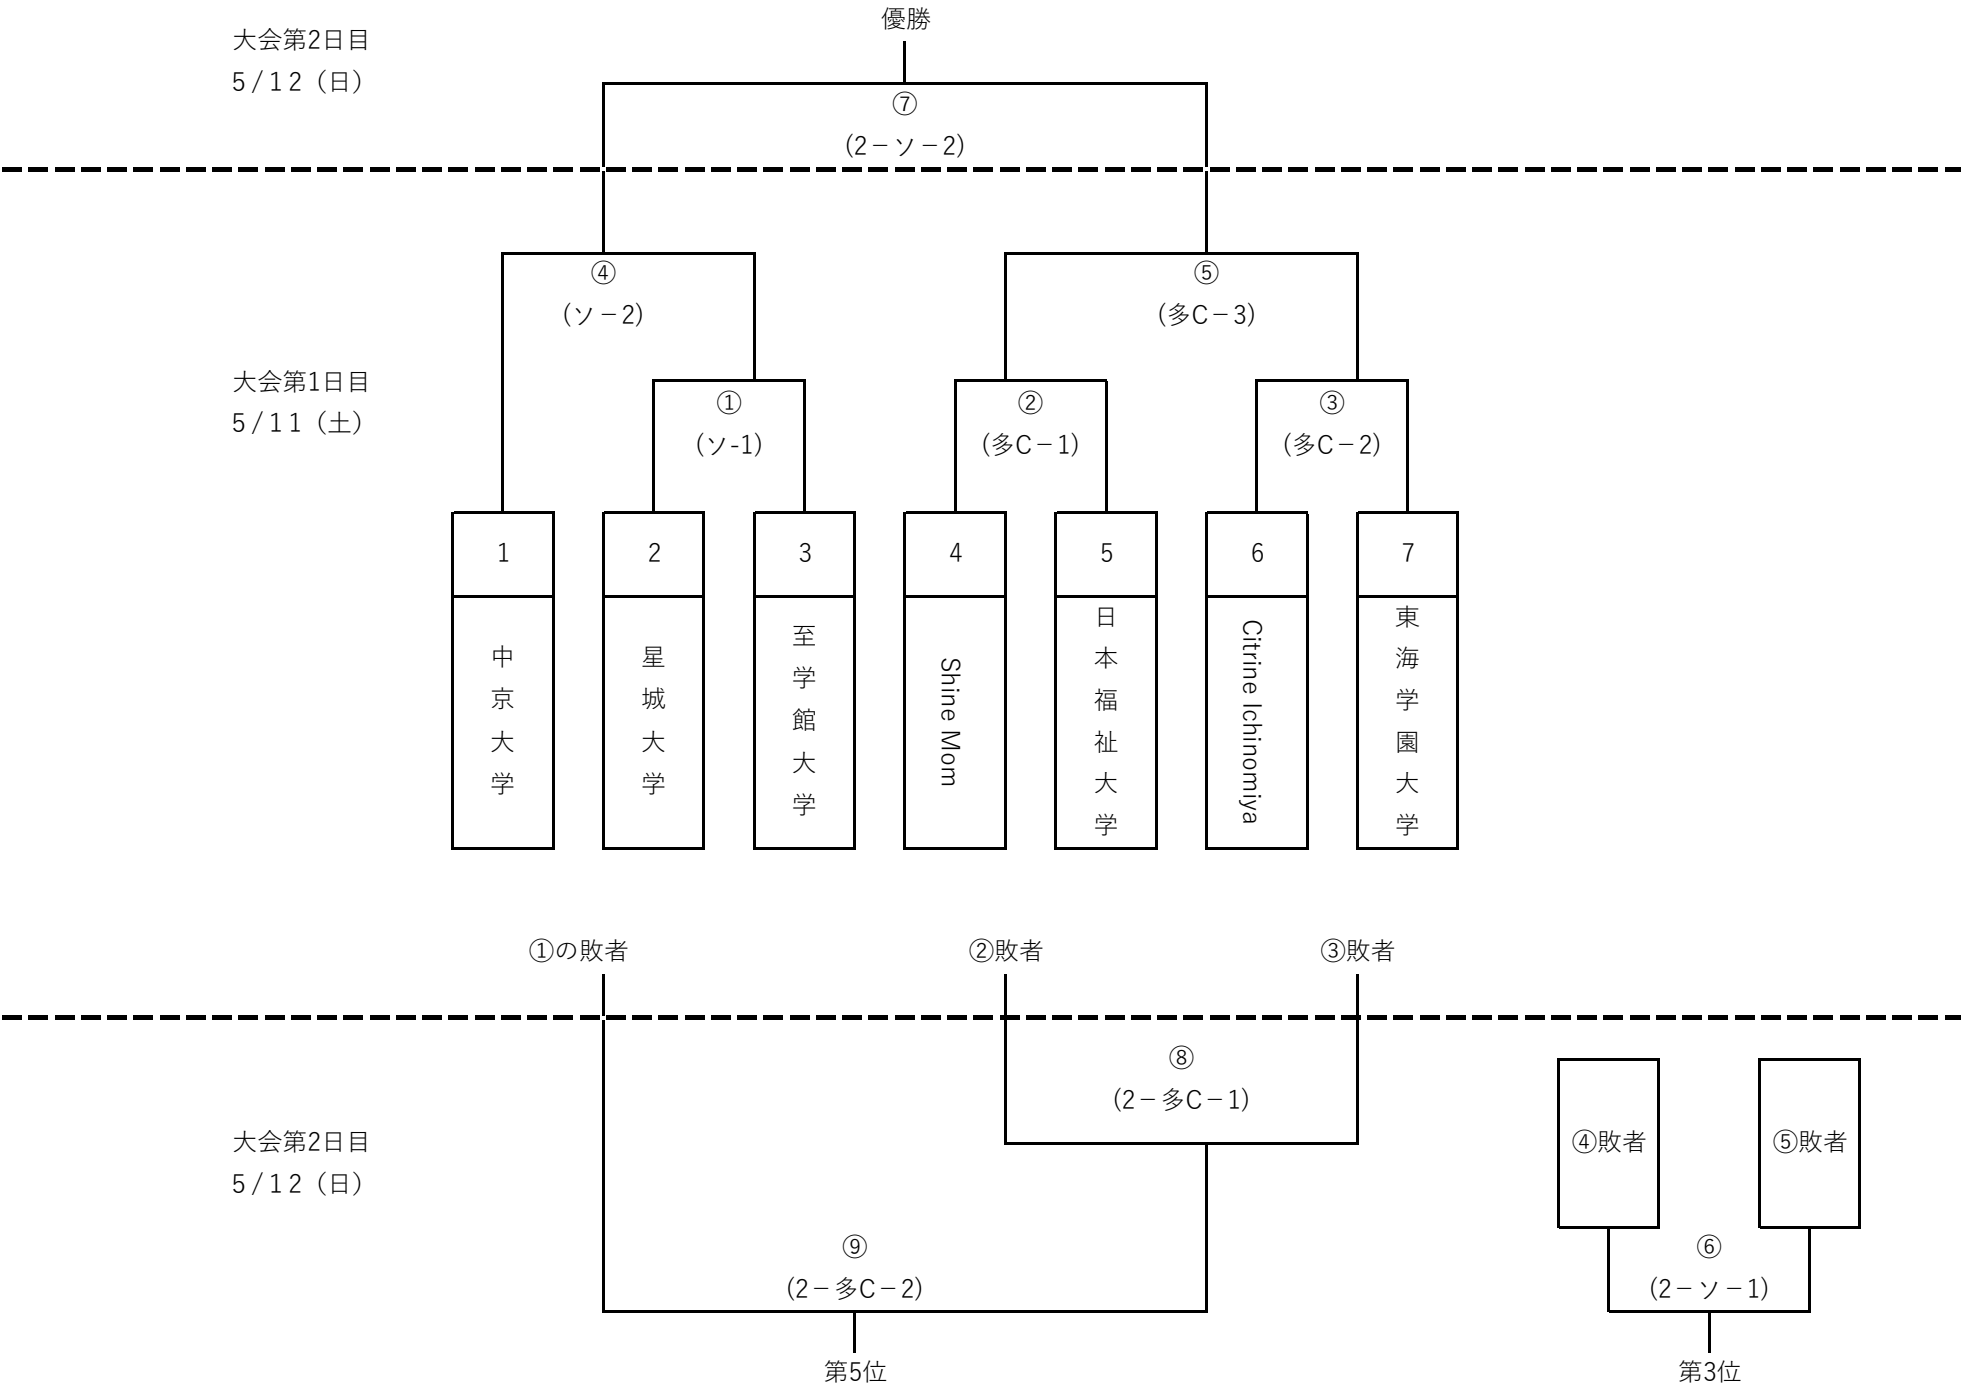 優勝
大会第2日目
5/12（日）
⑦
(2－ソ－2)
④
(ソ－2)
⑤
(多C－3)
大会第1日目
5/11（土）
①
(ソ-1)
②
(多C－1)
③
(多C－2)
1
2
3
4
5
6
7
中京大学
星城大学
至学館大学
Shine Mom
日本福祉大学
Citrine Ichinomiya
東海学園大学
①の敗者
②敗者
③敗者
⑧
(2－多C－1)
大会第2日目
5/12（日）
④敗者
⑤敗者
⑨
(2－多C－2)
⑥
(2－ソ－1)
第5位
第3位